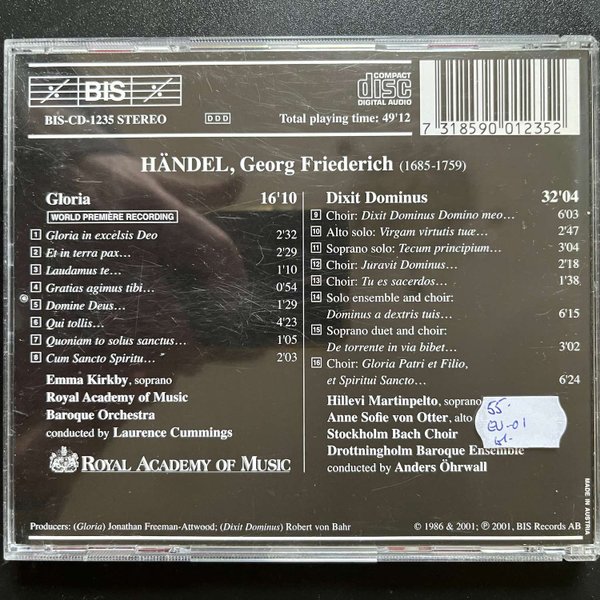 BIS
COMPACT
disc
DIGITAL AUDIO
BIS-CD-1235 STEREO
DDD
Total playing time: 49'12
7 318590 012352
HÄNDEL, Georg Friederich (1685-1759)
Gloria 16'10
WORLD PREMIÈRE RECORDING
1 Gloria in excelsis Deo 2'32
2 Et in terra pax... 2'29
3 Laudamus te... 1'10
4 Gratias agimus tibi... 0'54
5 Domine Deus... 1'29
6 Qui tollis... 4'23
7 Quoniam to solus sanctus... 1'05
8 Cum Sancto Spiritu... 2'03
Emma Kirkby, soprano
Royal Academy of Music
Baroque Orchestra
conducted by Laurence Cummings
ROYAL ACADEMY OF MUSIC
Dixit Dominus 32'04
9 Choir: Dixit Dominus Domino meo... 6'03
10 Alto solo: Virgam virtutis tuæ... 2'47
11 Soprano solo: Tecum principium... 3'04
12 Choir: Juravit Dominus... 2'18
13 Choir: Tu es sacerdos... 1'38
14 Solo ensemble and choir:
Dominus a dextris tuis... 6'15
15 Soprano duet and choir:
De torrente in via bibet... 3'02
16 Choir: Gloria Patri et Filio,
et Spiritui Sancto... 6'24
Hillevi Martinpelto, soprano
Anne Sofie von Otter, alto
Stockholm Bach Choir
Drottningholm Baroque Ensemble
conducted by Anders Öhrwall
55-
EU-01
MADE IN AUSTRIA
Producers: (Gloria) Jonathan Freeman-Attwood; (Dixit Dominus) Robert von Bahr
© 1986 & 2001; ℗ 2001, BIS Records AB